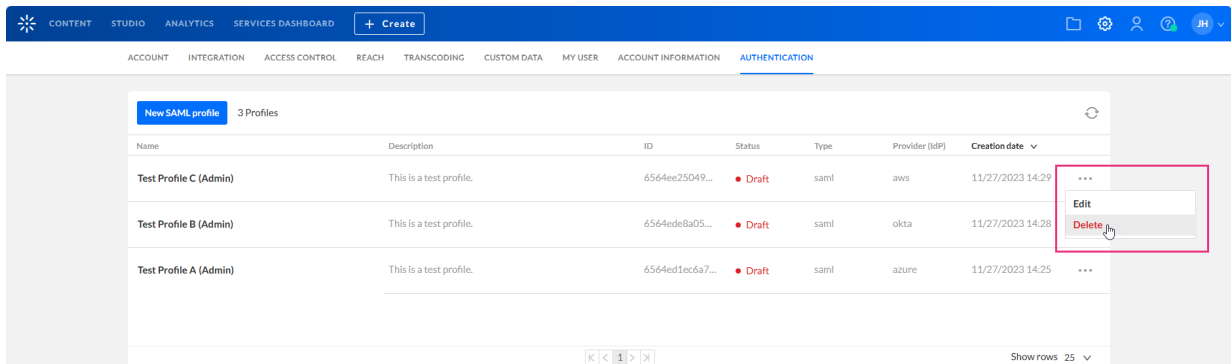 CONTENT STUDIO ANALYTICS SERVICES DASHBOARD + Create JH
ACCOUNT INTEGRATION ACCESS CONTROL REACH TRANSCODING CUSTOM DATA MY USER ACCOUNT INFORMATION AUTHENTICATION
New SAML profile 3 Profiles
Name Description ID Status Type Provider (IdP) Creation date
Test Profile C (Admin) This is a test profile. 6564ee25049... Draft saml aws 11/27/2023 14:29 ...
Edit
Test Profile B (Admin) This is a test profile. 6564ede8a05... Draft saml okta 11/27/2023 14:28 Delete
Test Profile A (Admin) This is a test profile. 6564ed1ec6a7... Draft saml azure 11/27/2023 14:25 ...
1 Show rows 25